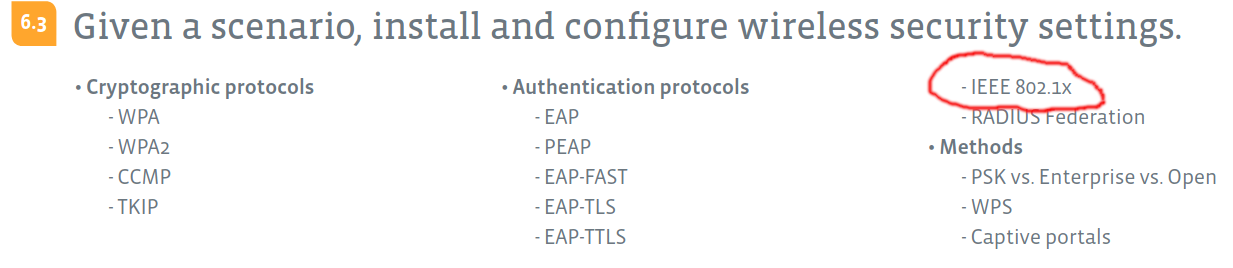 6.3 Given a scenario, install and configure wireless security settings.
• Cryptographic protocols
- WPA
- WPA2
- CCMP
- TKIP
• Authentication protocols
- EAP
- PEAP
- EAP-FAST
- EAP-TLS
- EAP-TTLS
- IEEE 802.1x
- RADIUS Federation
• Methods
- PSK vs. Enterprise vs. Open
- WPS
- Captive portals